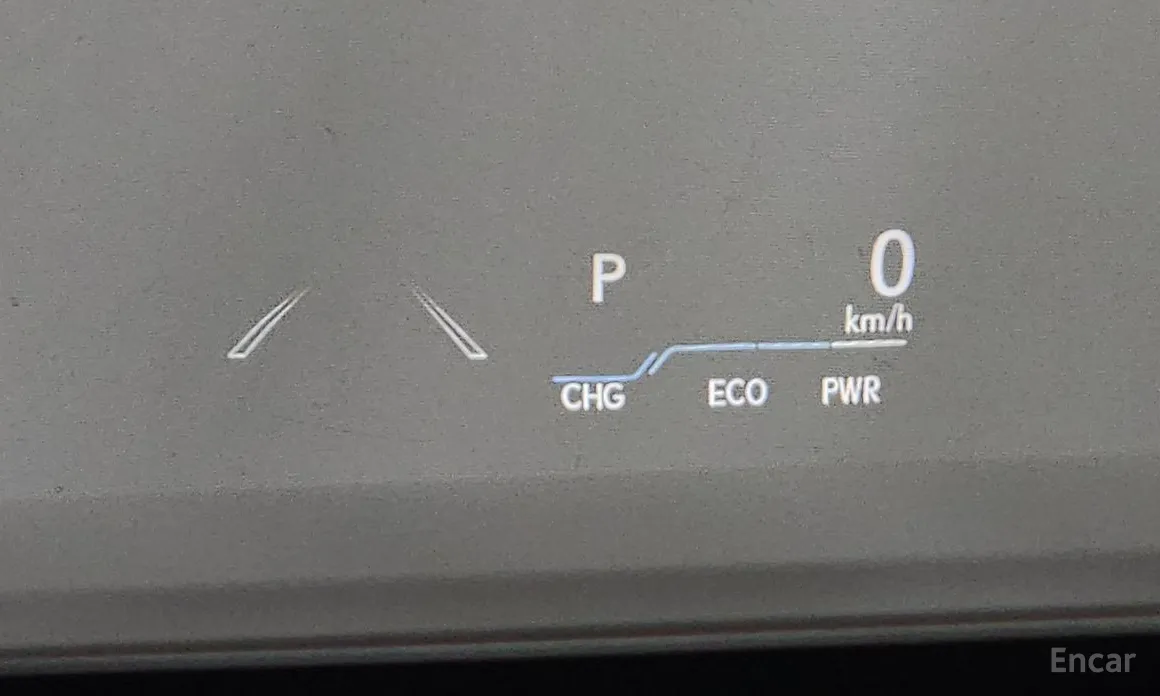 P 0
km/h
CHG ECO PWR
Encar